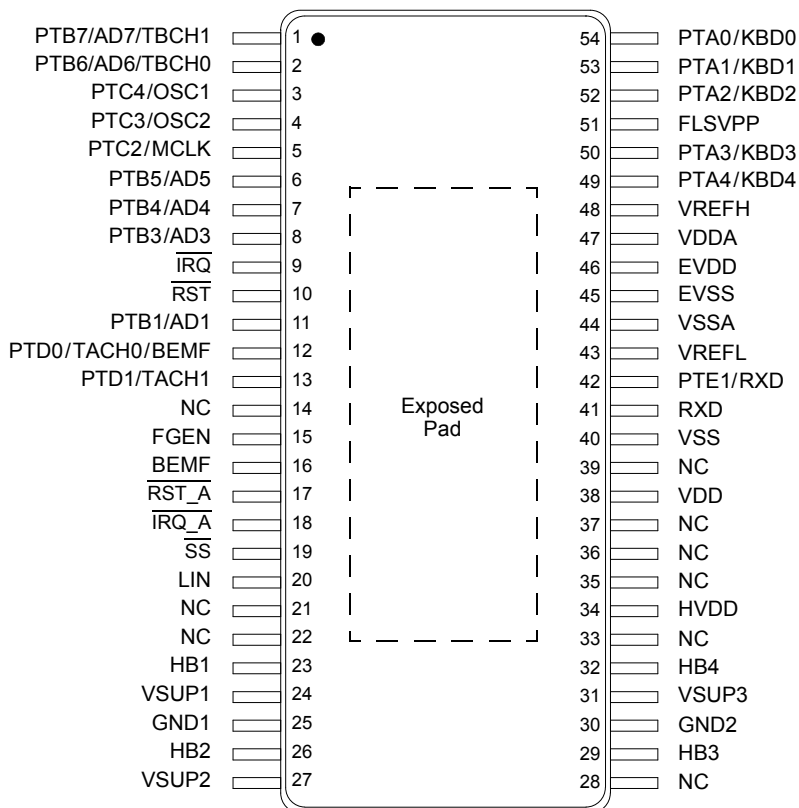 PTB7/AD7/TBCH1 1 54 PTA0/KBD0
PTB6/AD6/TBCH0 2 53 PTA1/KBD1
PTC4/OSC1 3 52 PTA2/KBD2
PTC3/OSC2 4 51 FLSVPP
PTC2/MCLK 5 50 PTA3/KBD3
PTB5/AD5 6 49 PTA4/KBD4
PTB4/AD4 7 48 VREFH
PTB3/AD3 8 47 VDDA
IRQ 9 46 EVDD
RST 10 45 EVSS
PTB1/AD1 11 44 VSSA
PTD0/TACH0/BEMF 12 43 VREFL
PTD1/TACH1 13 42 PTE1/RXD
NC 14 41 RXD
FGEN 15 40 VSS
BEMF 16 39 NC
RST_A 17 38 VDD
IRQ_A 18 37 NC
SS 19 36 NC
LIN 20 35 NC
NC 21 34 HVDD
NC 22 33 NC
HB1 23 32 HB4
VSUP1 24 31 VSUP3
GND1 25 30 GND2
HB2 26 29 HB3
VSUP2 27 28 NC
Exposed
Pad